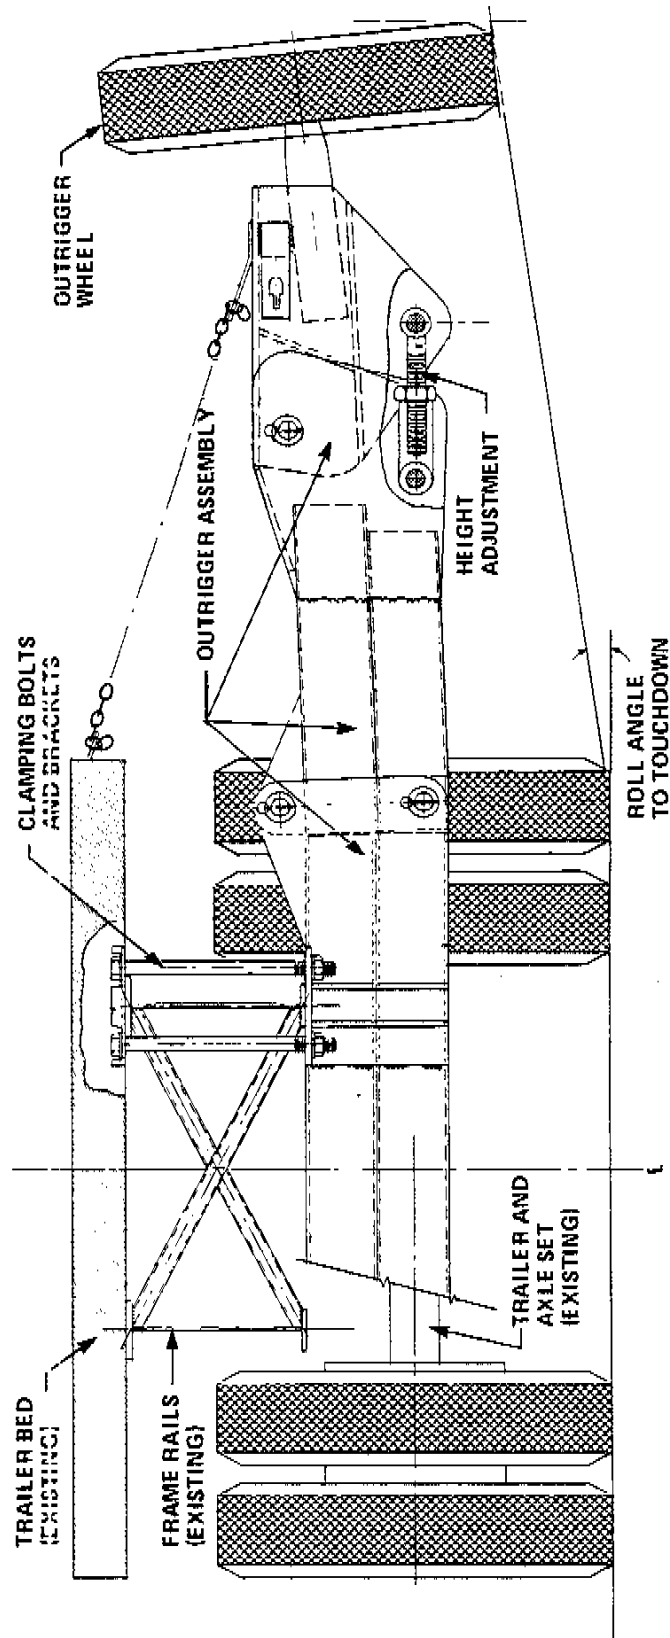 TRAILER BED
(EXISTING)
FRAME RAILS
(EXISTING)
CLAMPING BOLTS
AND BRACKETS
OUTRIGGER ASSEMBLY
OUTRIGGER
WHEEL
HEIGHT
ADJUSTMENT
TRAILER AND
AXLE SET
(EXISTING)
ROLL ANGLE
TO TOUCHDOWN
℄